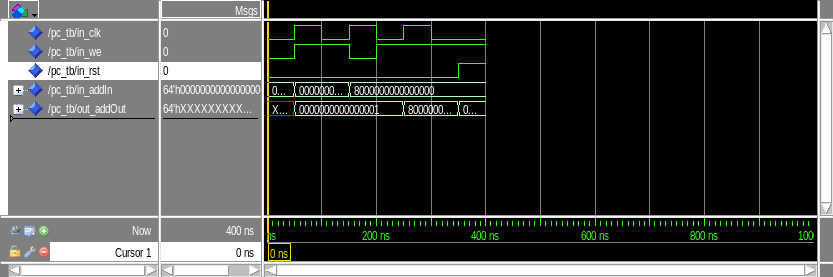 Msgs
/pc_tb/in_clk 0
/pc_tb/in_we 0
/pc_tb/in_rst 0
/pc_tb/in_addIn 64'h000000000000000 0... 0000000... 8000000000000000
/pc_tb/out_addOut 64'hXXXXXXXXX... X... 0000000000000001 8000000... 0...
Now 400 ns ns 200 ns 400 ns 600 ns 800 ns 100
Cursor 1 0 ns 0 ns